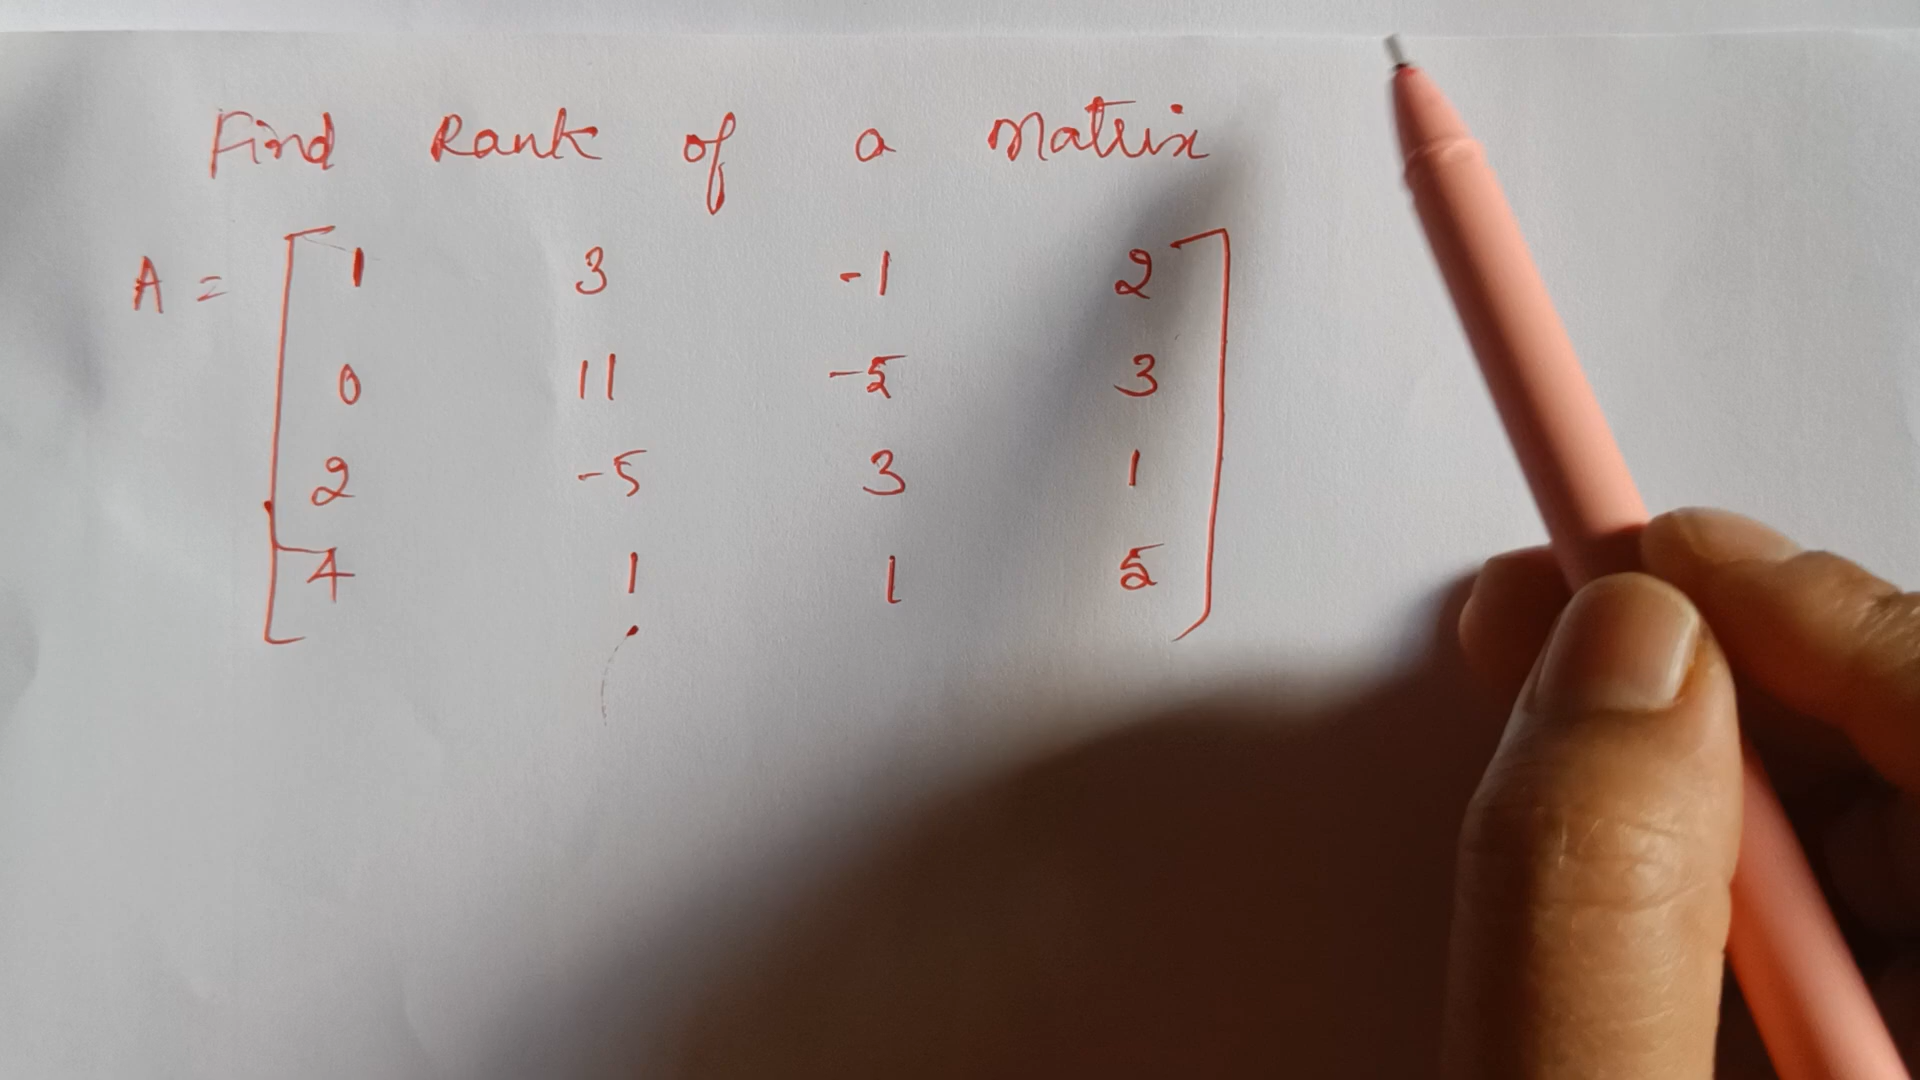 Find Rank of a Matrix
A = [ 1 3 -1 2
0 11 -5 3
2 -5 3 1
4 1 1 5 ]